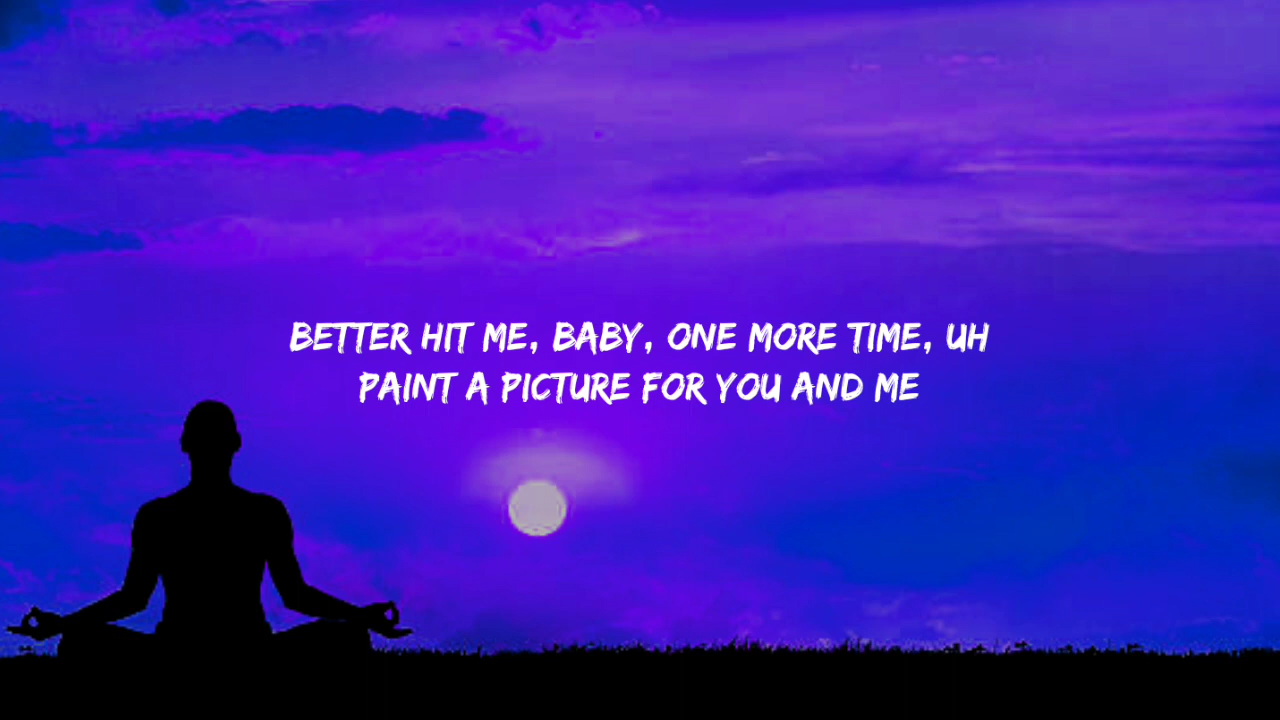 BETTER HIT ME, BABY, ONE MORE TIME, UH
PAINT A PICTURE FOR YOU AND ME